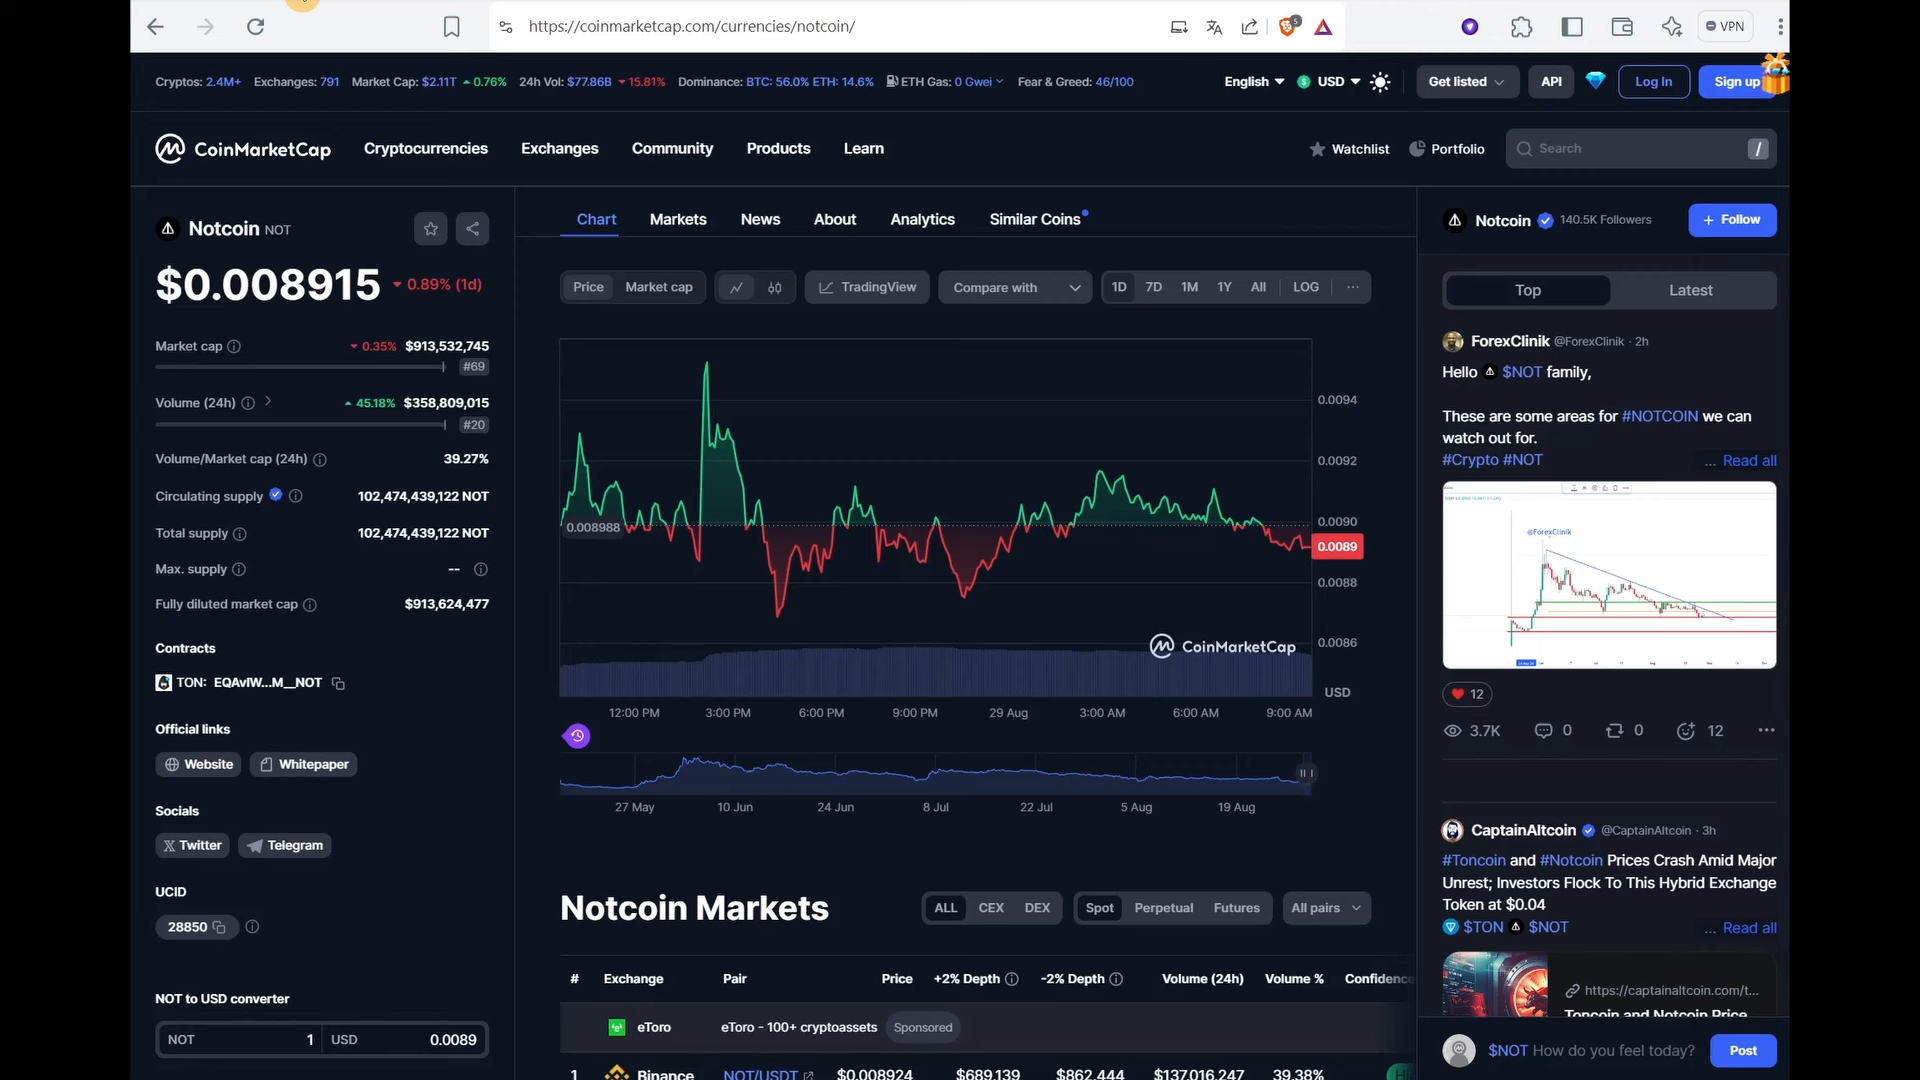 https://coinmarketcap.com/currencies/notcoin/
5
VPN
Cryptos: 2.4M+ Exchanges: 791 Market Cap: $2.11T 0.76% 24h Vol: $77.86B 15.81% Dominance: BTC: 56.0% ETH: 14.6% ETH Gas: 0 Gwei Fear & Greed: 46/100
English USD Get listed API Log In Sign up
CoinMarketCap Cryptocurrencies Exchanges Community Products Learn
Watchlist Portfolio Search /
Notcoin NOT
$0.008915 0.89% (1d)
Market cap 0.35% $913,532,745
#69
Volume (24h) 45.18% $358,809,015
#20
Volume/Market cap (24h) 39.27%
Circulating supply 102,474,439,122 NOT
Total supply 102,474,439,122 NOT
Max. supply --
Fully diluted market cap $913,624,477
Contracts
TON: EQAvIW...M__NOT
Official links
Website Whitepaper
Socials
Twitter Telegram
UCID
28850
NOT to USD converter
NOT 1 USD 0.0089
Chart Markets News About Analytics Similar Coins
Price Market cap TradingView Compare with 1D 7D 1M 1Y All LOG ...
0.0094
0.0092
0.0090
0.008988
0.0089
0.0088
0.0086
CoinMarketCap
USD
12:00 PM 3:00 PM 6:00 PM 9:00 PM 29 Aug 3:00 AM 6:00 AM 9:00 AM
27 May 10 Jun 24 Jun 8 Jul 22 Jul 5 Aug 19 Aug
Notcoin Markets ALL CEX DEX Spot Perpetual Futures All pairs
# Exchange Pair Price +2% Depth -2% Depth Volume (24h) Volume % Confidence
eToro eToro - 100+ cryptoassets Sponsored
1 Binance NOT/USDT $0.008924 $689,139 $862,444 $137,016,247 39.38%
Notcoin 140.5K Followers + Follow
Top Latest
ForexClinik @ForexClinik · 2h
Hello $NOT family,
These are some areas for #NOTCOIN we can
watch out for.
#Crypto #NOT ... Read all
@ForexClinik
12
3.7K 0 0 12 ...
CaptainAltcoin @CaptainAltcoin · 3h
#Toncoin and #Notcoin Prices Crash Amid Major
Unrest; Investors Flock To This Hybrid Exchange
Token at $0.04
$TON $NOT ... Read all
https://captainaltcoin.com/t...
Toncoin and Notcoin Price
$NOT How do you feel today? Post